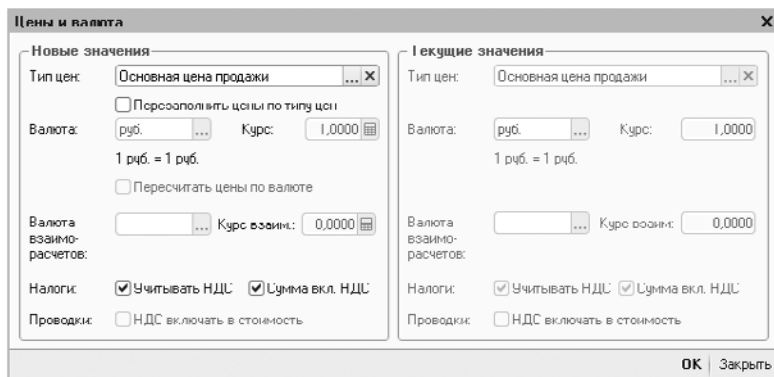 Цены и валюта
Новые значения
Тип цен: Основная цена продажи ...
Перезаполнить цены по типу цен
Валюта: руб. ... Курс: 1,0000
1 руб. = 1 руб.
Пересчитать цены по валюте
Валюта взаимо-расчетов: ... Курс взаим.: 0,0000
Налоги: Учитывать НДС Сумма вкл. НДС
Проводки: НДС включать в стоимость
Текущие значения
Тип цен: Основная цена продажи ...
Валюта: руб. ... Курс: 1,0000
1 руб. = 1 руб.
Валюта взаимо-расчетов: ... Курс взаим.: 0,0000
Налоги: Учитывать НДС Сумма вкл. НДС
Проводки: НДС включать в стоимость
OK Закрыть